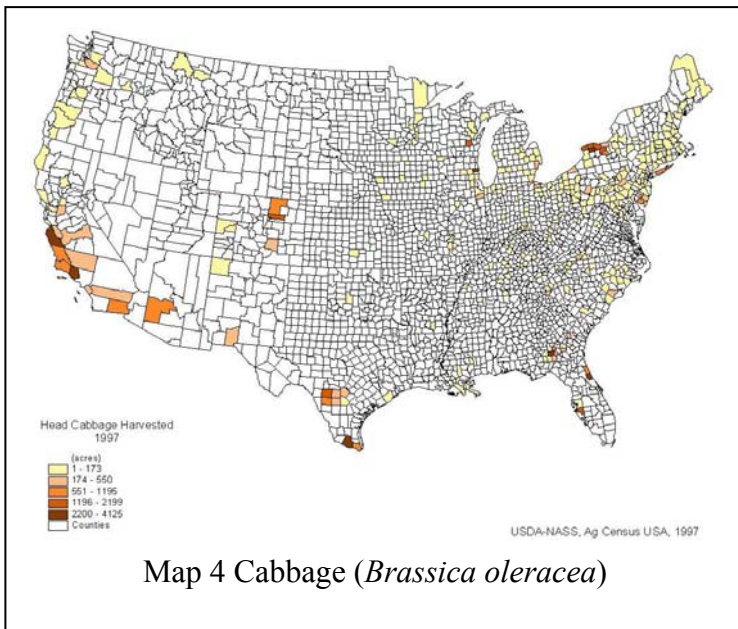 Head Cabbage Harvested
1997
(acres)
1 - 173
174 - 550
551 - 1195
1196 - 2199
2200 - 4125
Counties
USDA-NASS, Ag Census USA, 1997
Map 4 Cabbage (Brassica oleracea)